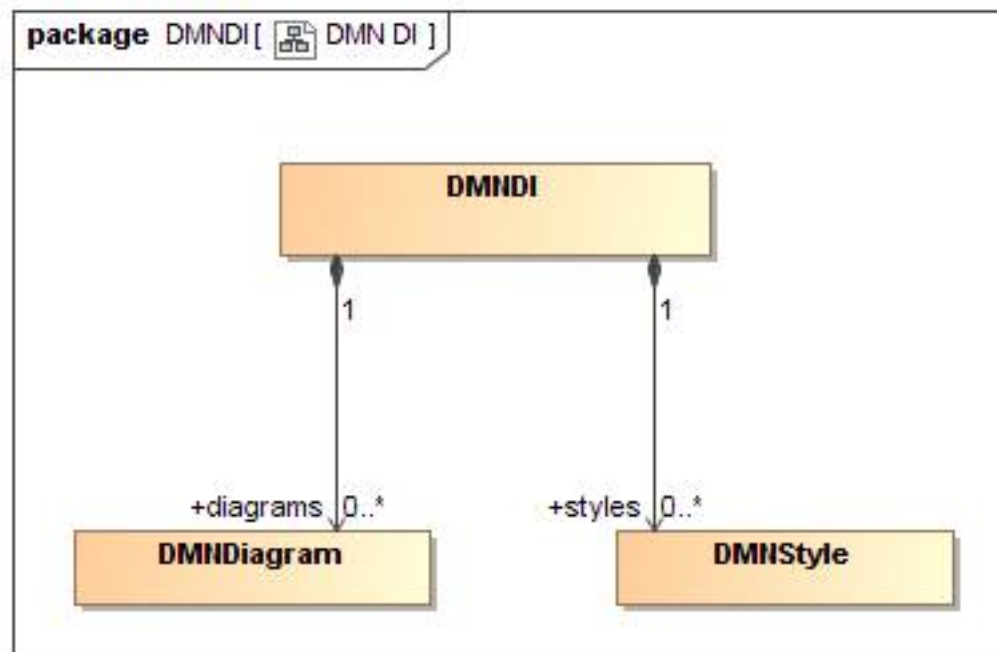 package DMNDI[ DMN DI ]
DMNDI
1 1
+diagrams 0..* +styles 0..*
DMNDiagram DMNStyle